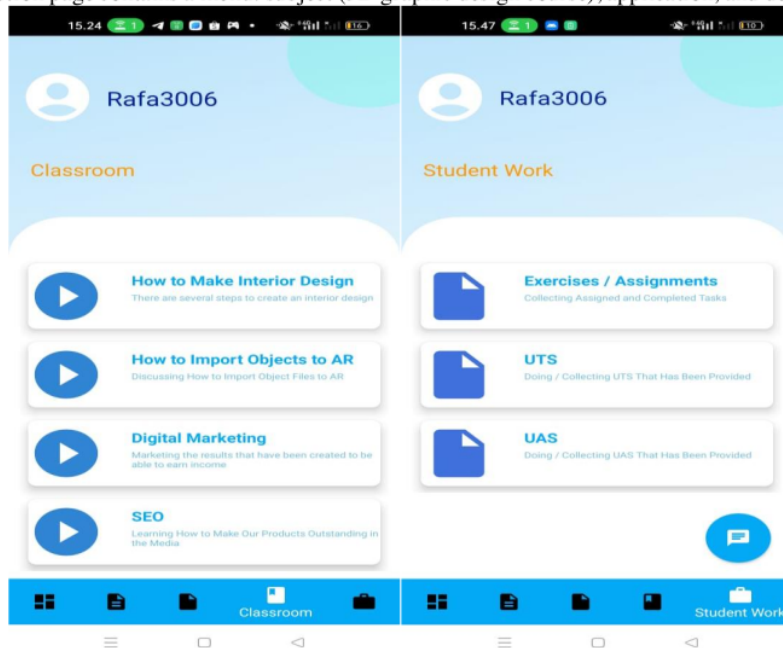 15.24
1
16
Rafa3006
Classroom
How to Make Interior Design
There are several steps to create an interior design
How to Import Objects to AR
Discussing How to Import Object Files to AR
Digital Marketing
Marketing the results that have been created to be
able to earn income
SEO
Learning How to Make Our Products Outstanding in
the Media
Classroom
15.47
1
10
Rafa3006
Student Work
Exercises / Assignments
Collecting Assigned and Completed Tasks
UTS
Doing / Collecting UTS That Has Been Provided
UAS
Doing / Collecting UAS That Has Been Provided
Student Work